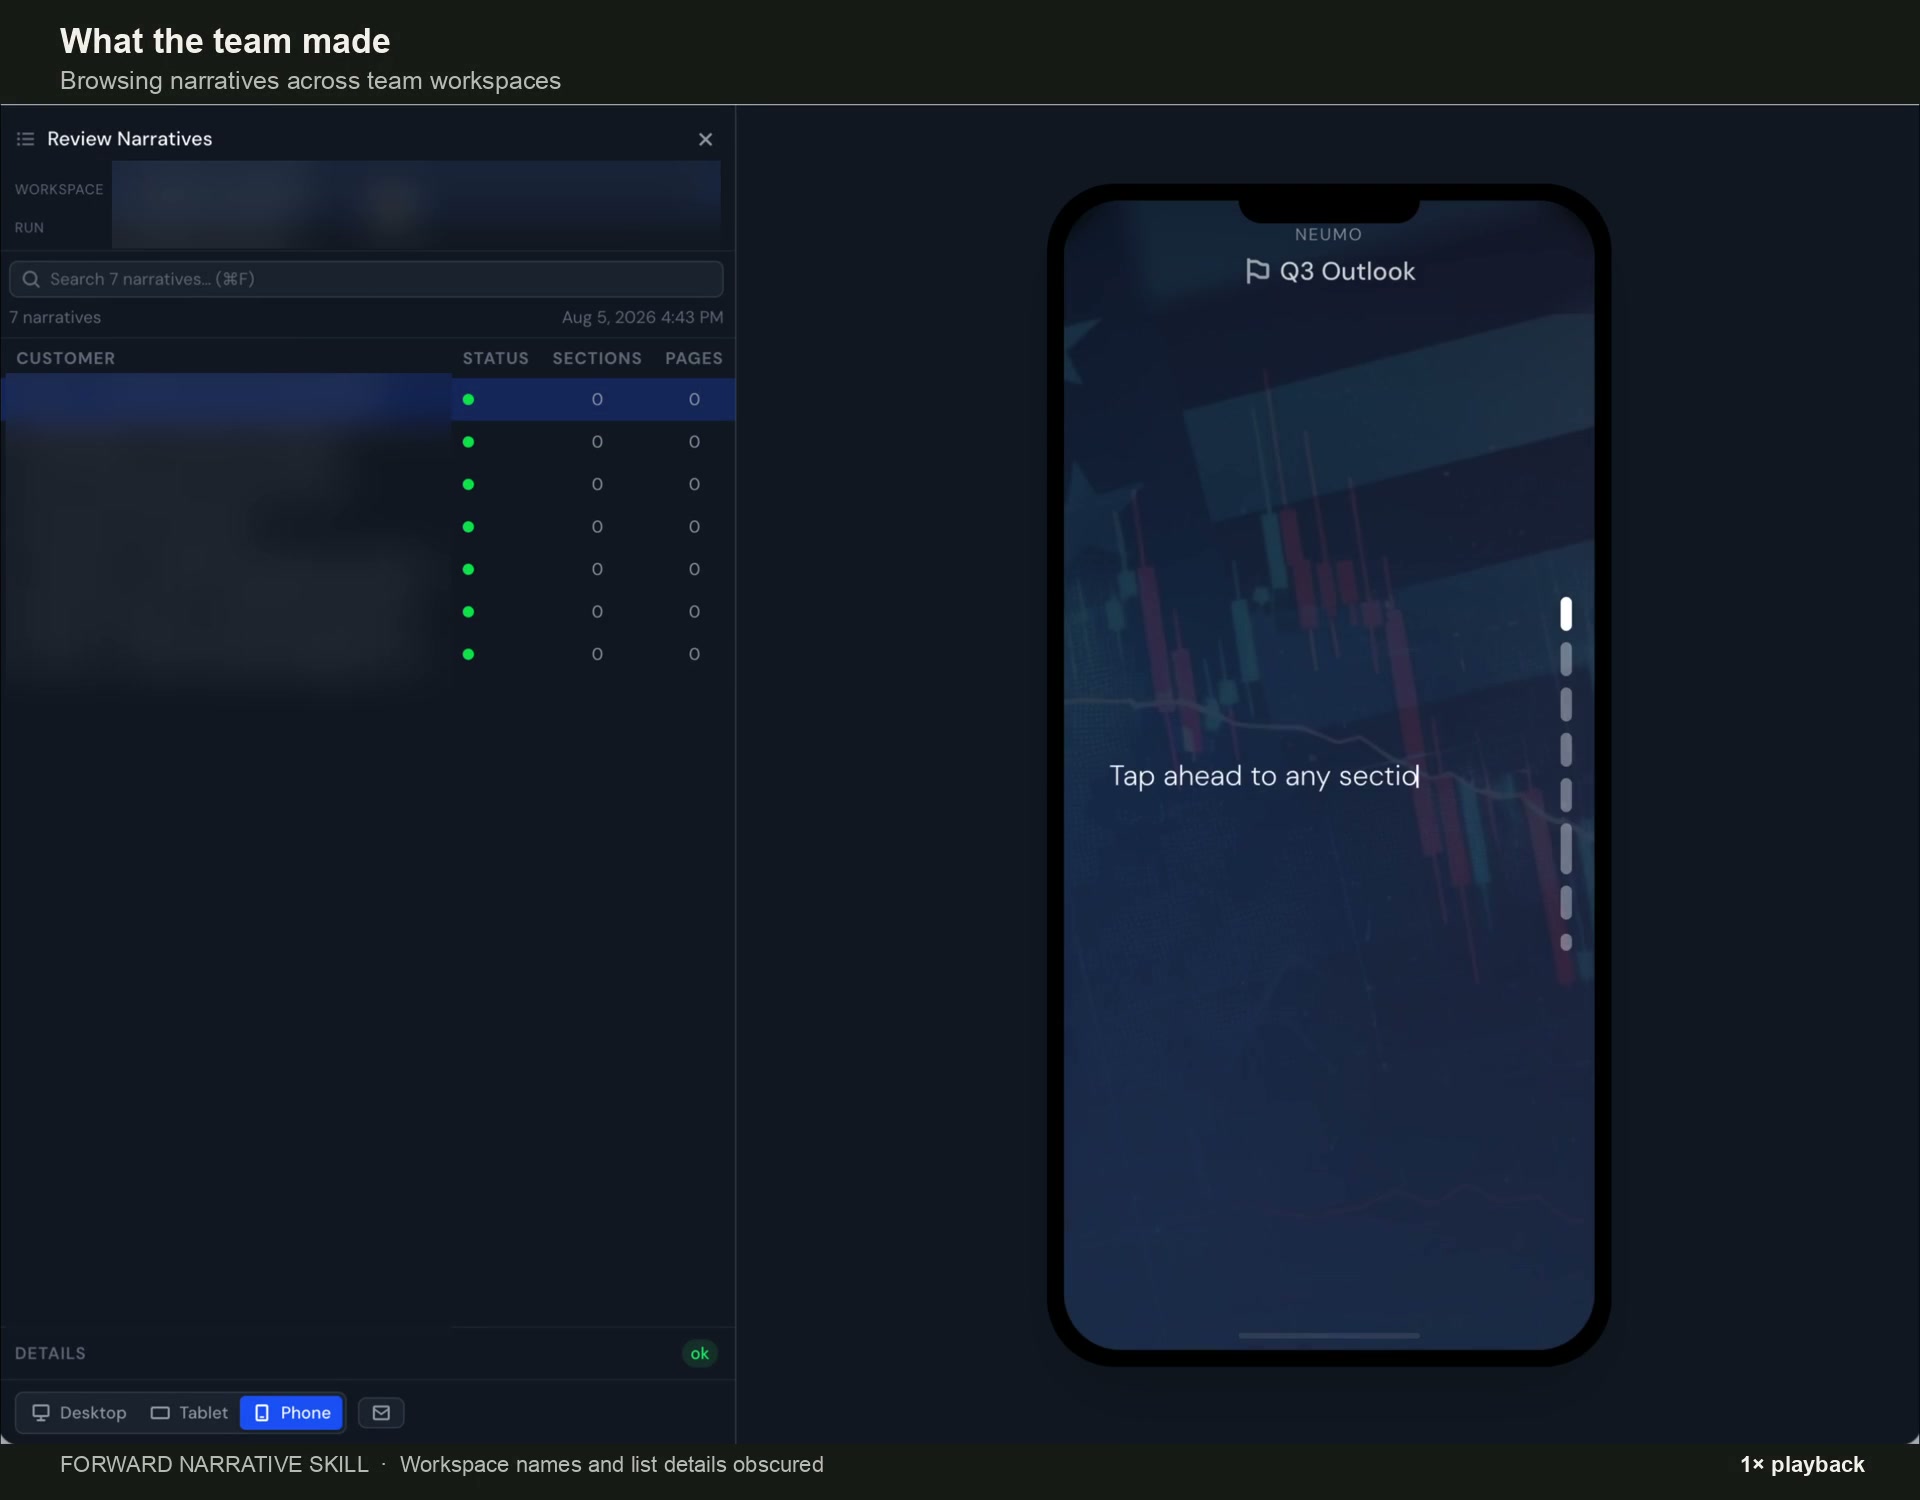 What the team made
Browsing narratives across team workspaces
Review Narratives
WORKSPACE
RUN
Search 7 narratives... (⌘F)
7 narratives Aug 5, 2026 4:43 PM
CUSTOMER STATUS SECTIONS PAGES
0 0
0 0
0 0
0 0
0 0
0 0
0 0
DETAILS ok
Desktop Tablet Phone
NEUMO
Q3 Outlook
Tap ahead to any sectio
FORWARD NARRATIVE SKILL · Workspace names and list details obscured 1× playback